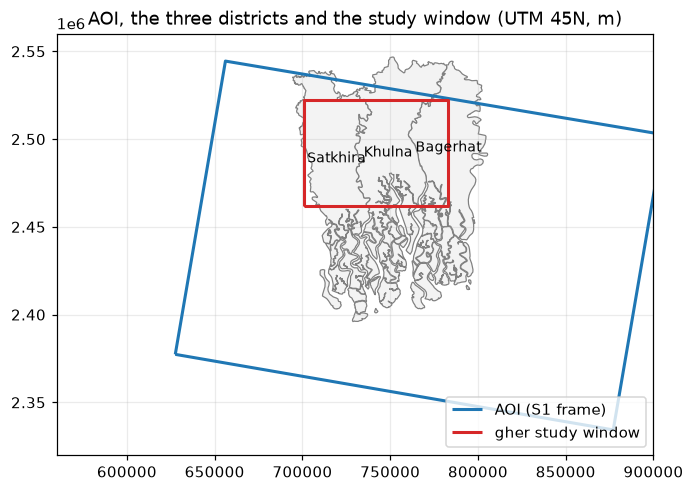 AOI, the three districts and the study window (UTM 45N, m)
1e6
2.55
2.50
2.45
2.40
2.35
Satkhira
Khulna
Bagerhat
AOI (S1 frame)
gher study window
600000
650000
700000
750000
800000
850000
900000